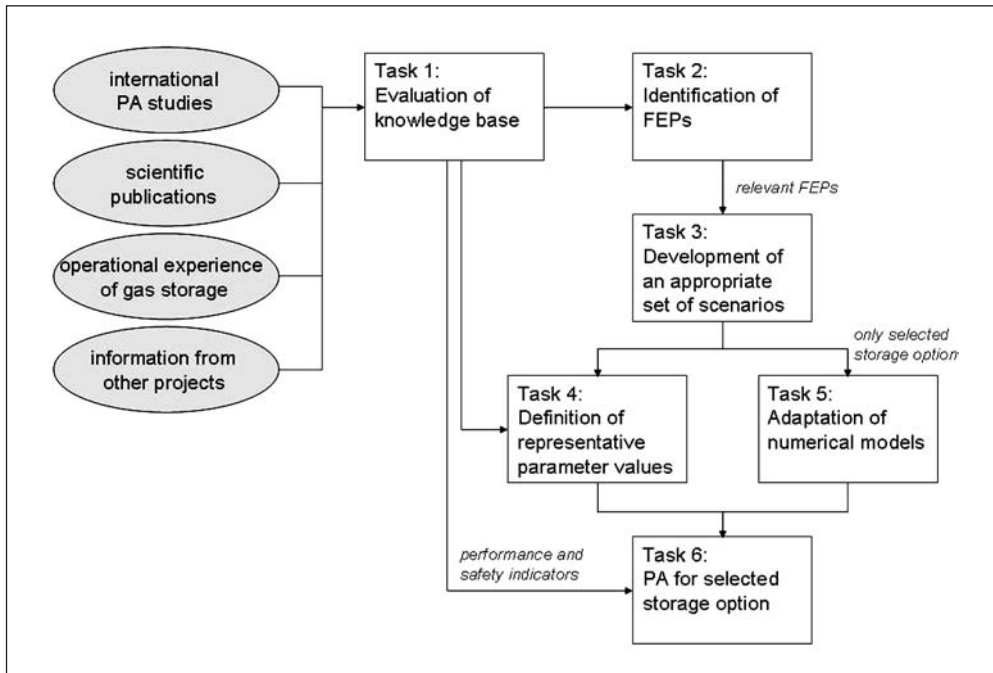 international
PA studies
scientific
publications
operational experience
of gas storage
information from
other projects
Task 1:
Evaluation of
knowledge base
Task 2:
Identification of
FEPs
relevant FEPs
Task 3:
Development of
an appropriate
set of scenarios
only selected
storage option
Task 4:
Definition of
representative
parameter values
Task 5:
Adaptation of
numerical models
performance and
safety indicators
Task 6:
PA for selected
storage option